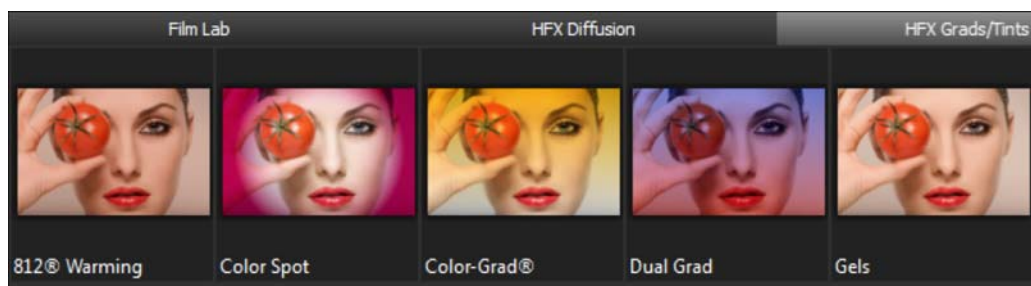 Film Lab
HFX Diffusion
HFX Grads/Tints
812® Warming
Color Spot
Color-Grad®
Dual Grad
Gels